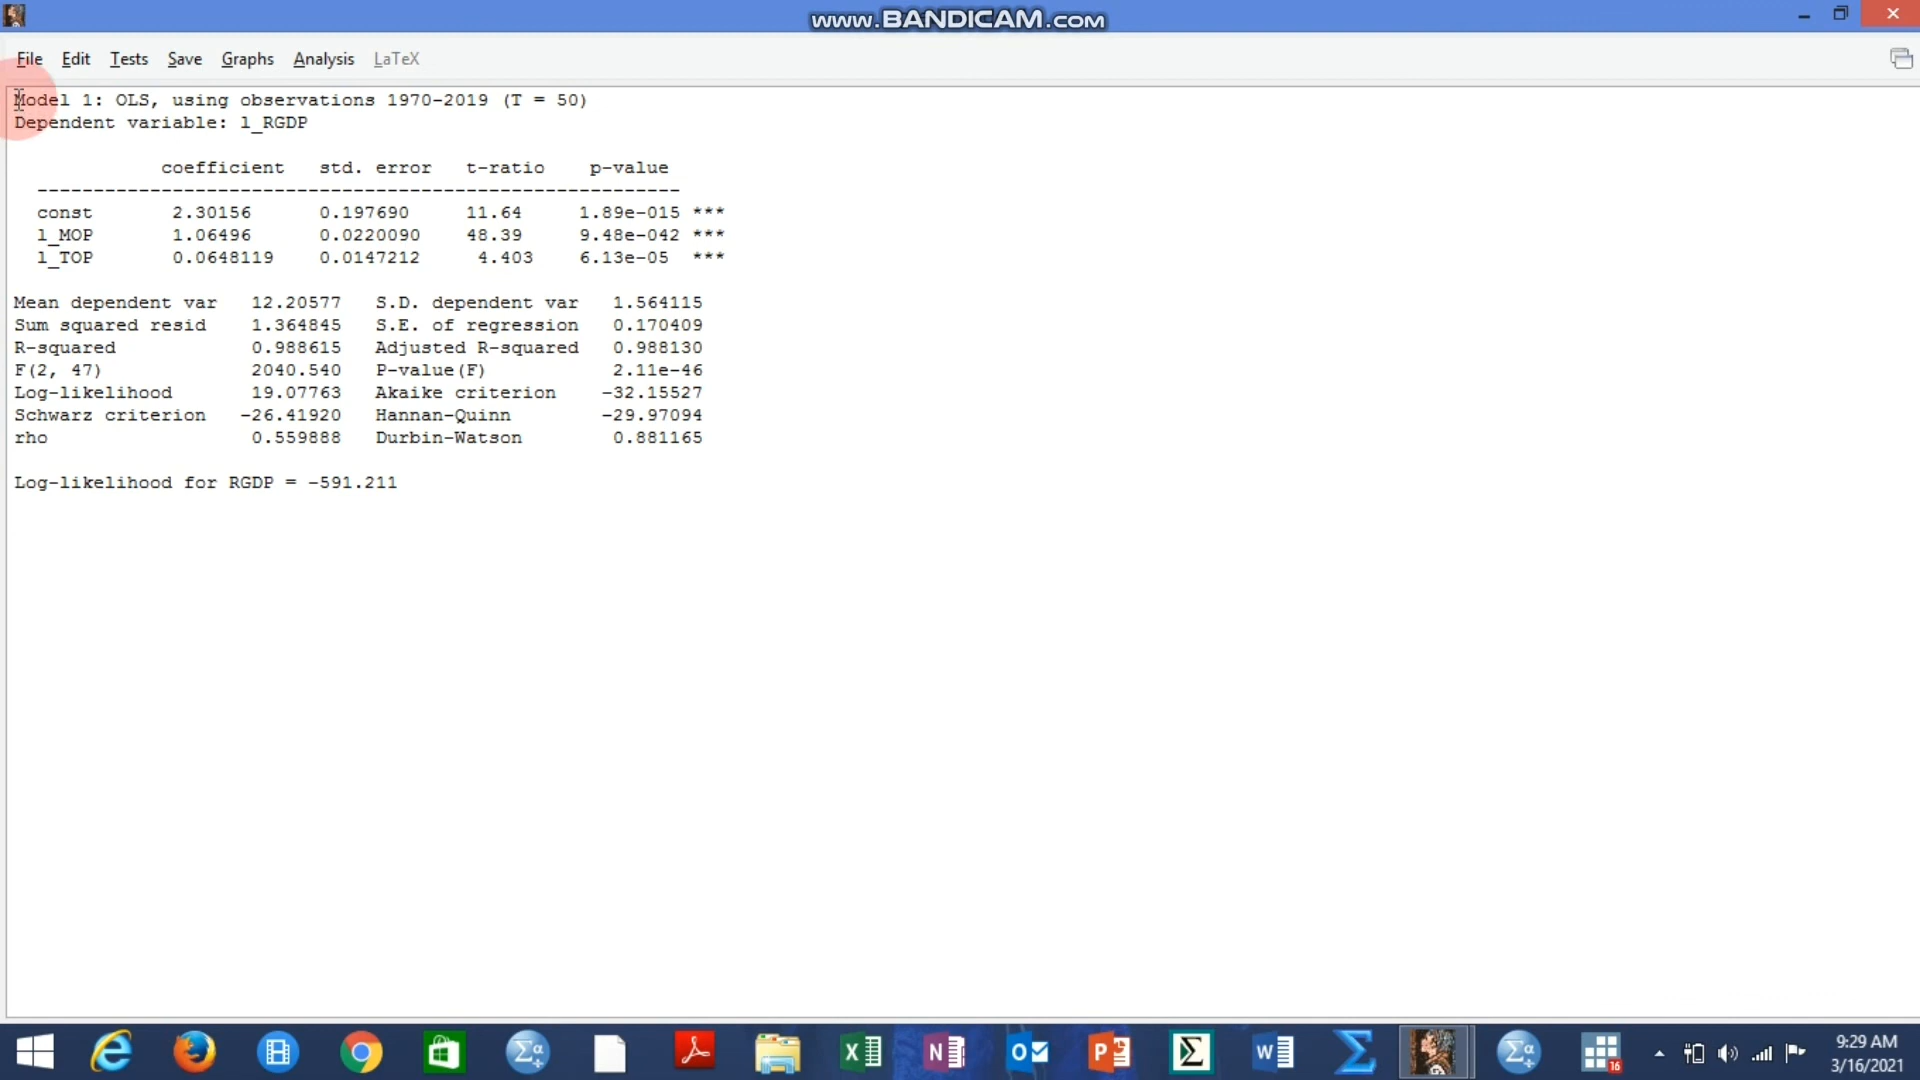 www.BANDICAM.com
File Edit Tests Save Graphs Analysis LaTeX
Model 1: OLS, using observations 1970-2019 (T = 50)
Dependent variable: l_RGDP
coefficient std. error t-ratio p-value
---------------------------------------------------------
const 2.30156 0.197690 11.64 1.89e-015 ***
l_MOP 1.06496 0.0220090 48.39 9.48e-042 ***
l_TOP 0.0648119 0.0147212 4.403 6.13e-05 ***
Mean dependent var 12.20577 S.D. dependent var 1.564115
Sum squared resid 1.364845 S.E. of regression 0.170409
R-squared 0.988615 Adjusted R-squared 0.988130
F(2, 47) 2040.540 P-value(F) 2.11e-46
Log-likelihood 19.07763 Akaike criterion -32.15527
Schwarz criterion -26.41920 Hannan-Quinn -29.97094
rho 0.559888 Durbin-Watson 0.881165
Log-likelihood for RGDP = -591.211
9:29 AM
16
3/16/2021